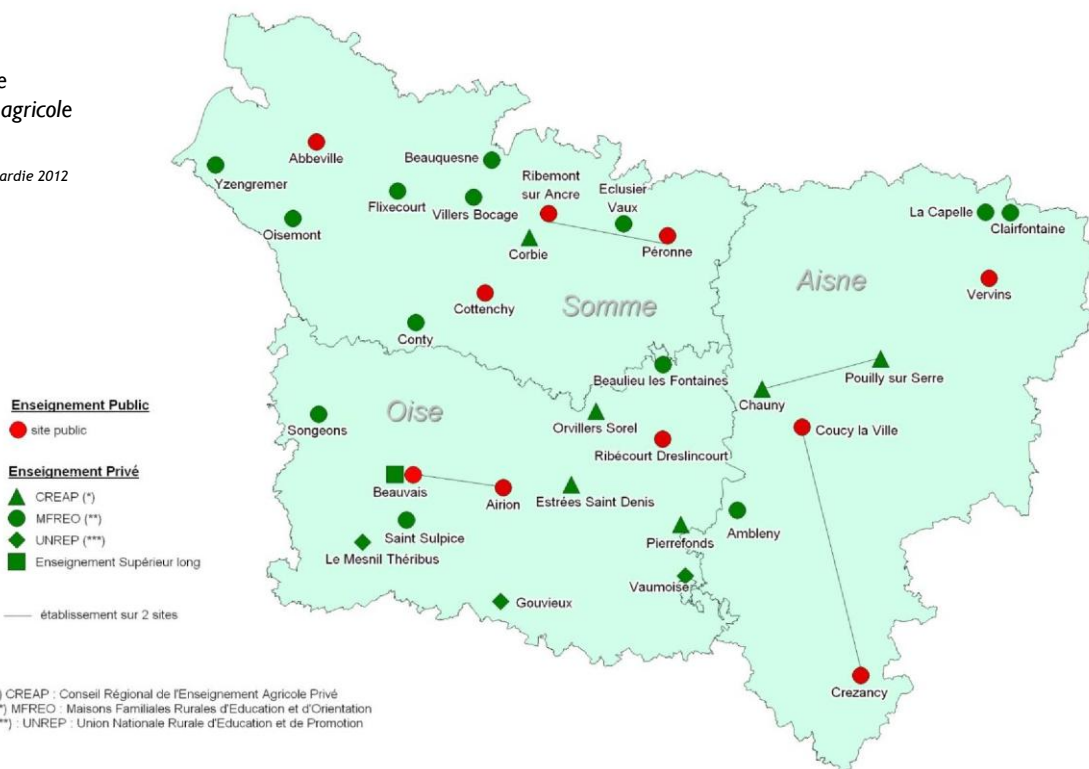 e
agricole
ardie 2012
Abbeville
Beauquesne
Yzengremer
Ribemont
sur Ancre
Eclusier
Vaux
Flixecourt
Villers Bocage
La Capelle
Clairfontaine
Oisemont
Corbie
Péronne
Aisne
Vervins
Cottenchy
Somme
Conty
Beaulieu les Fontaines
Pouilly sur Serre
Chauny
Enseignement Public
site public
Oise
Songeons
Orvillers Sorel
Coucy la Ville
Ribécourt Dreslincourt
Enseignement Privé
CREAP (*)
MFREO (**)
UNREP (***)
Enseignement Supérieur long
Beauvais
Airion
Estrées Saint Denis
Saint Sulpice
Le Mesnil Théribus
Pierrefonds
Ambleny
Vaumoise
Gouvieux
établissement sur 2 sites
Crezancy
) CREAP : Conseil Régional de l'Enseignement Agricole Privé
*) MFREO : Maisons Familiales Rurales d'Education et d'Orientation
**) : UNREP : Union Nationale Rurale d'Education et de Promotion